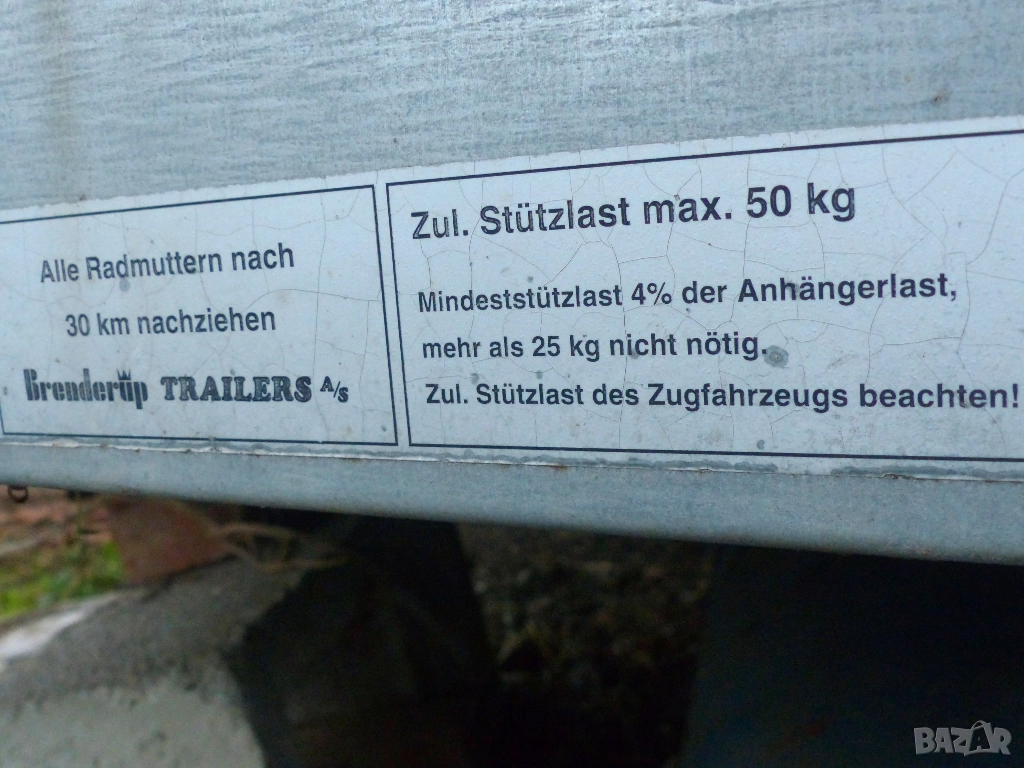 Alle Radmuttern nach
30 km nachziehen
Brenderup TRAILERS A/S
Zul. Stützlast max. 50 kg
Mindeststützlast 4% der Anhängerlast,
mehr als 25 kg nicht nötig.
Zul. Stützlast des Zugfahrzeugs beachten!
BAZAR